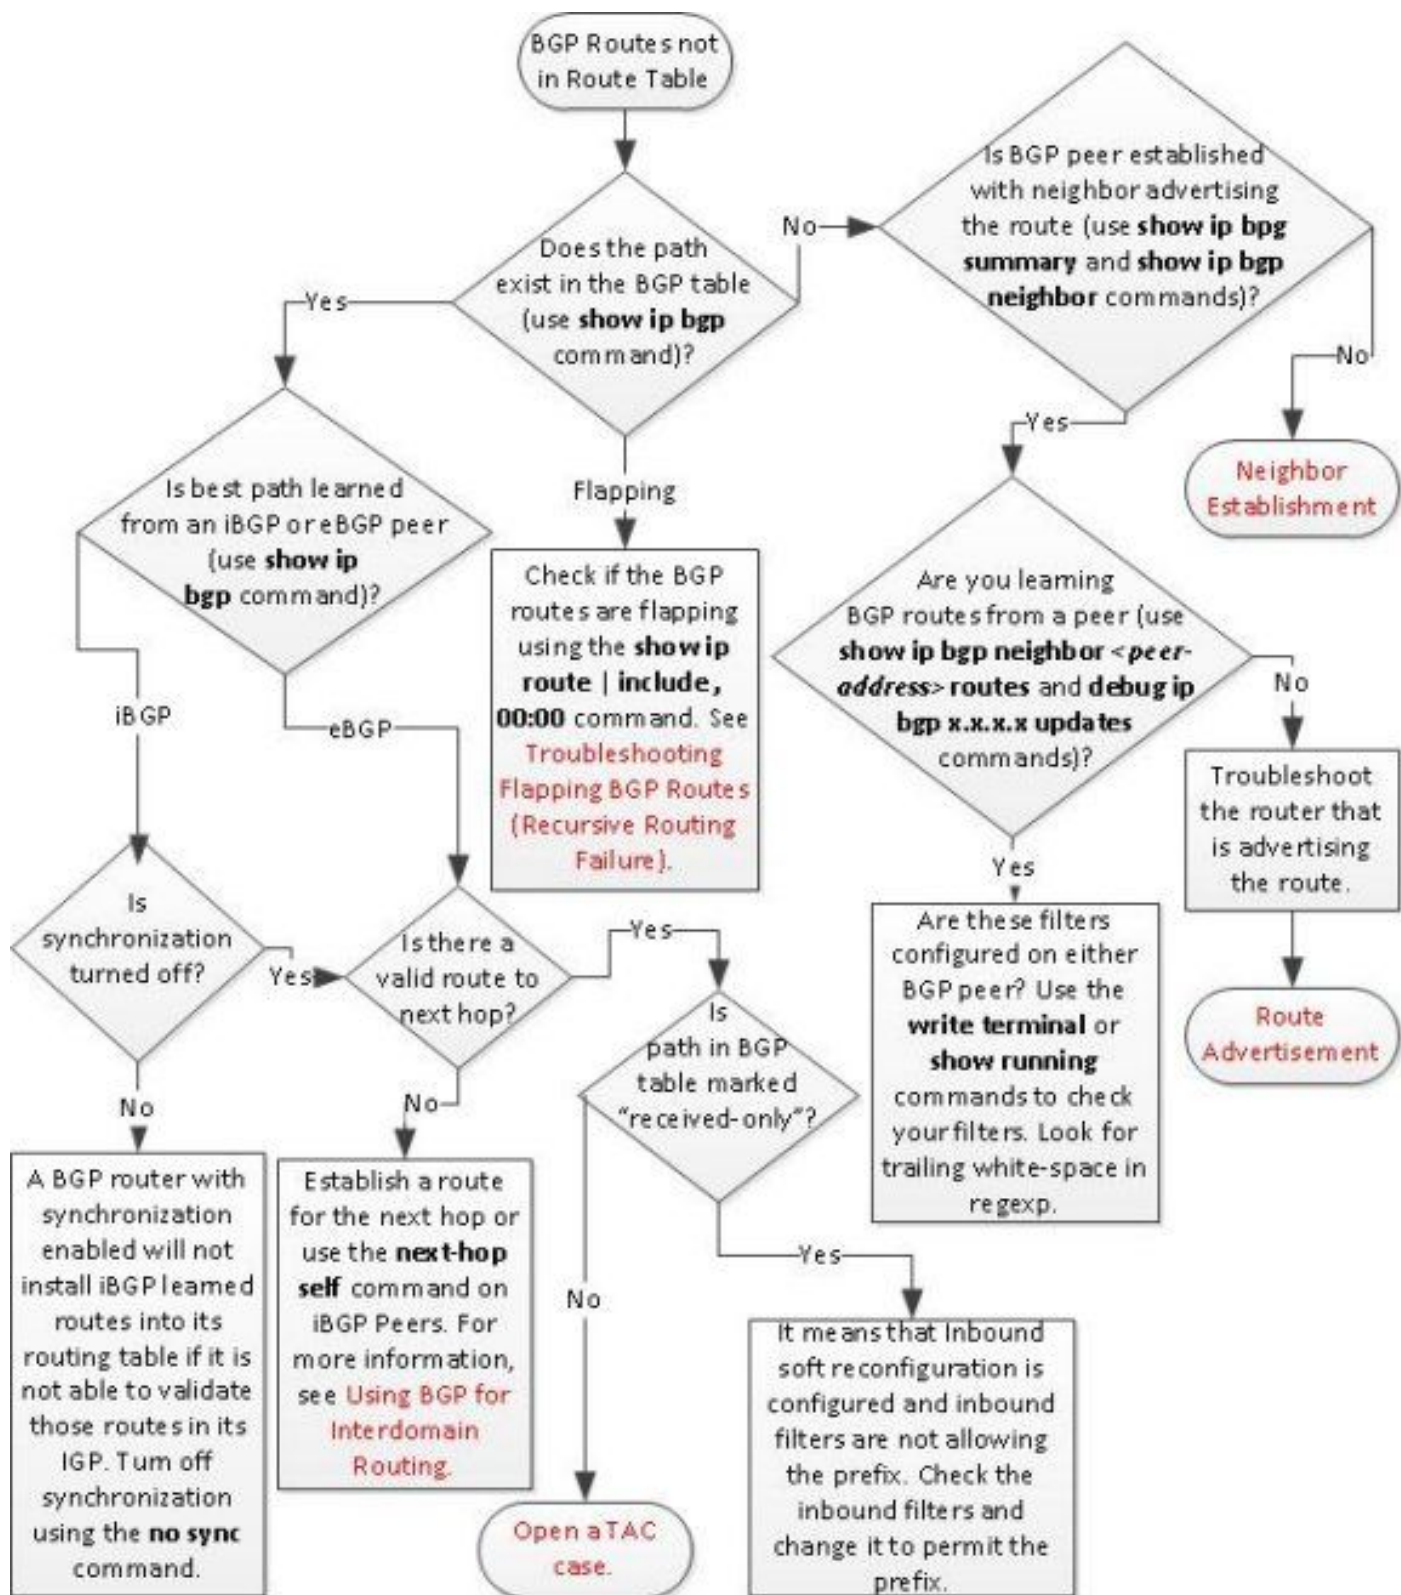 BGP Routes not
in Route Table
Is BGP peer established
with neighbor advertising
the route (use show ip bpg
summary and show ip bgp
neighbor commands)?
No
Does the path
exist in the BGP table
(use show ip bgp
command)?
Yes
No
Yes
Neighbor
Establishment
Flapping
Is best path learned
from an iBGP or eBGP peer
(use show ip
bgp command)?
Check if the BGP
routes are flapping
using the show ip
route | include,
00:00 command. See
Troubleshooting
Flapping BGP Routes
(Recursive Routing
Failure).
Are you learning
BGP routes from a peer (use
show ip bgp neighbor <peer-
address> routes and debug ip
bgp x.x.x.x updates
commands)?
No
iBGP
eBGP
Troubleshoot
the router that
is advertising
the route.
Yes
Is
synchronization
turned off?
Yes
Is there a
valid route to
next hop?
Yes
Are these filters
configured on either
BGP peer? Use the
write terminal or
show running
commands to check
your filters. Look for
trailing white-space in
regexp.
Route
Advertisement
Is
path in BGP
table marked
"received-only"?
No
No
A BGP router with
synchronization
enabled will not
install iBGP learned
routes into its
routing table if it is
not able to validate
those routes in its
IGP. Turn off
synchronization
using the no sync
command.
Establish a route
for the next hop or
use the next-hop
self command on
iBGP Peers. For
more information,
see Using BGP for
Interdomain
Routing.
Yes
No
It means that Inbound
soft reconfiguration is
configured and inbound
filters are not allowing
the prefix. Check the
inbound filters and
change it to permit the
prefix.
Open a TAC
case.